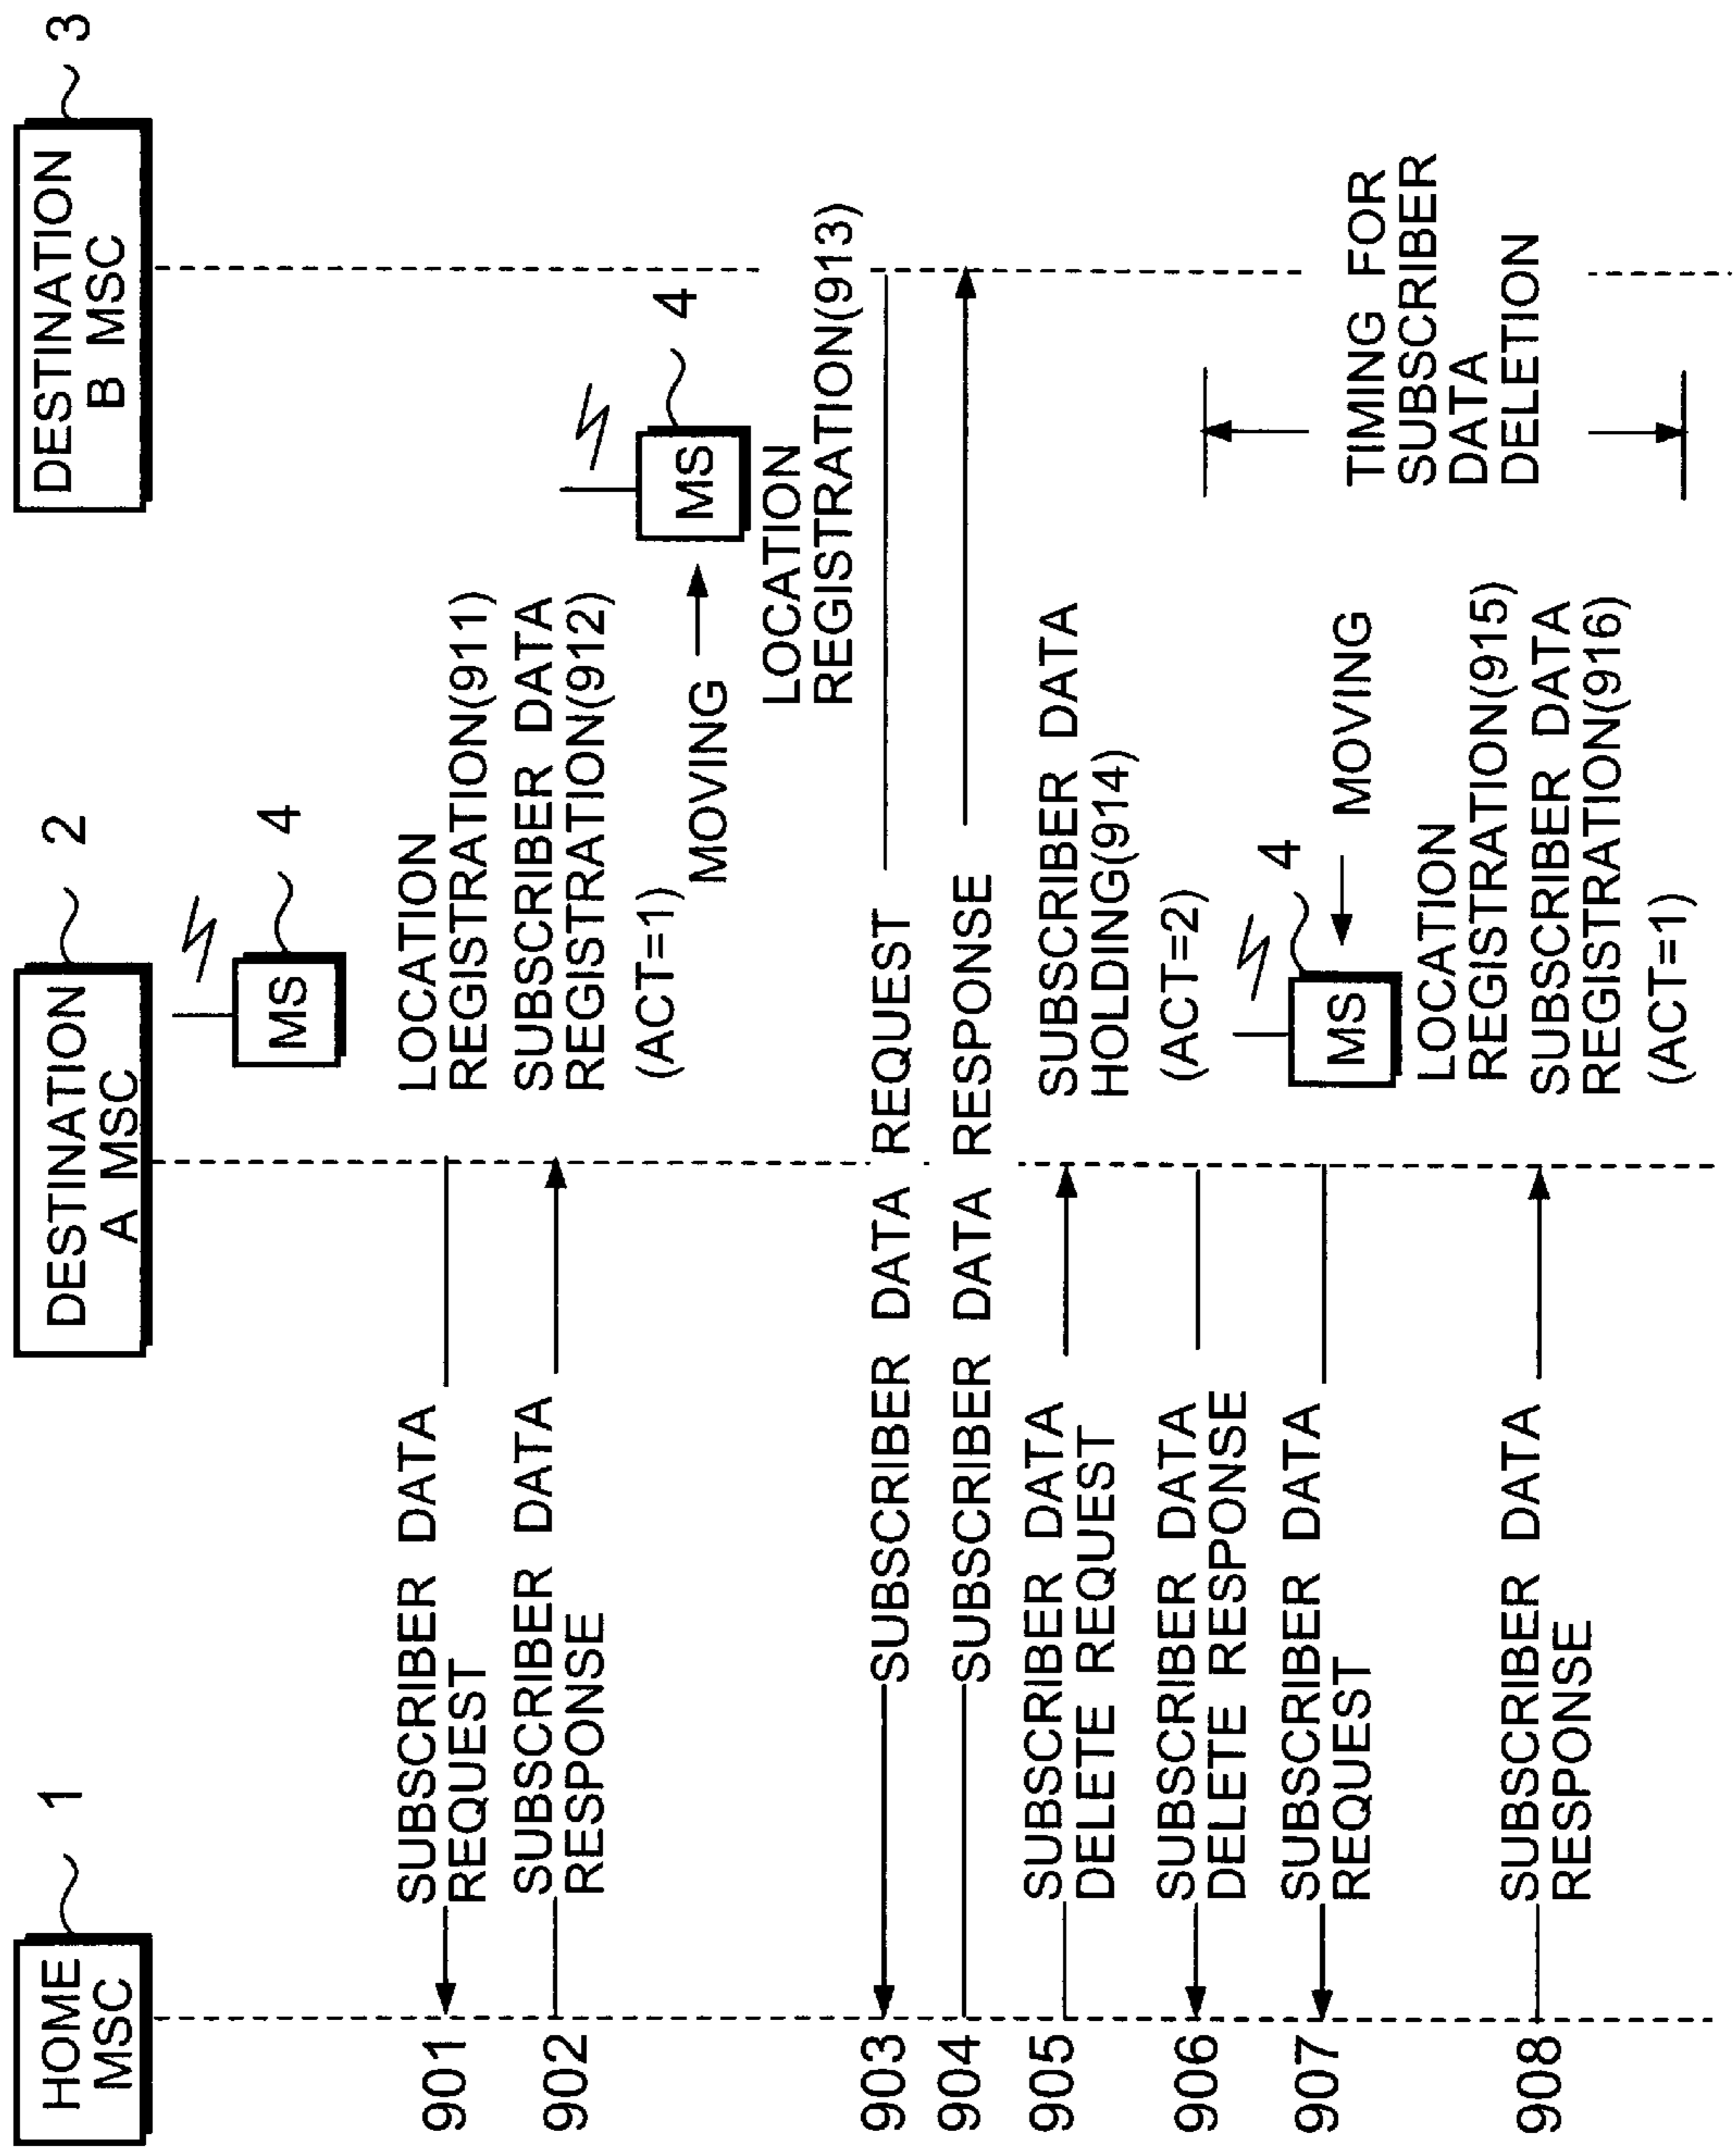 HOME
MSC
1
DESTINATION
A MSC
2
DESTINATION
B MSC
3
MS
4
901
SUBSCRIBER DATA
REQUEST
LOCATION
REGISTRATION(911)
902
SUBSCRIBER DATA
RESPONSE
SUBSCRIBER DATA
REGISTRATION(912)
(ACT=1)
MOVING
MS
4
LOCATION
REGISTRATION(913)
903
SUBSCRIBER DATA REQUEST
904
SUBSCRIBER DATA RESPONSE
905
SUBSCRIBER DATA
DELETE REQUEST
SUBSCRIBER DATA
HOLDING(914)
(ACT=2)
906
SUBSCRIBER DATA
DELETE RESPONSE
907
SUBSCRIBER DATA
REQUEST
MS
4
MOVING
LOCATION
REGISTRATION(915)
908
SUBSCRIBER DATA
RESPONSE
SUBSCRIBER DATA
REGISTRATION(916)
(ACT=1)
TIMING FOR
SUBSCRIBER
DATA
DELETION